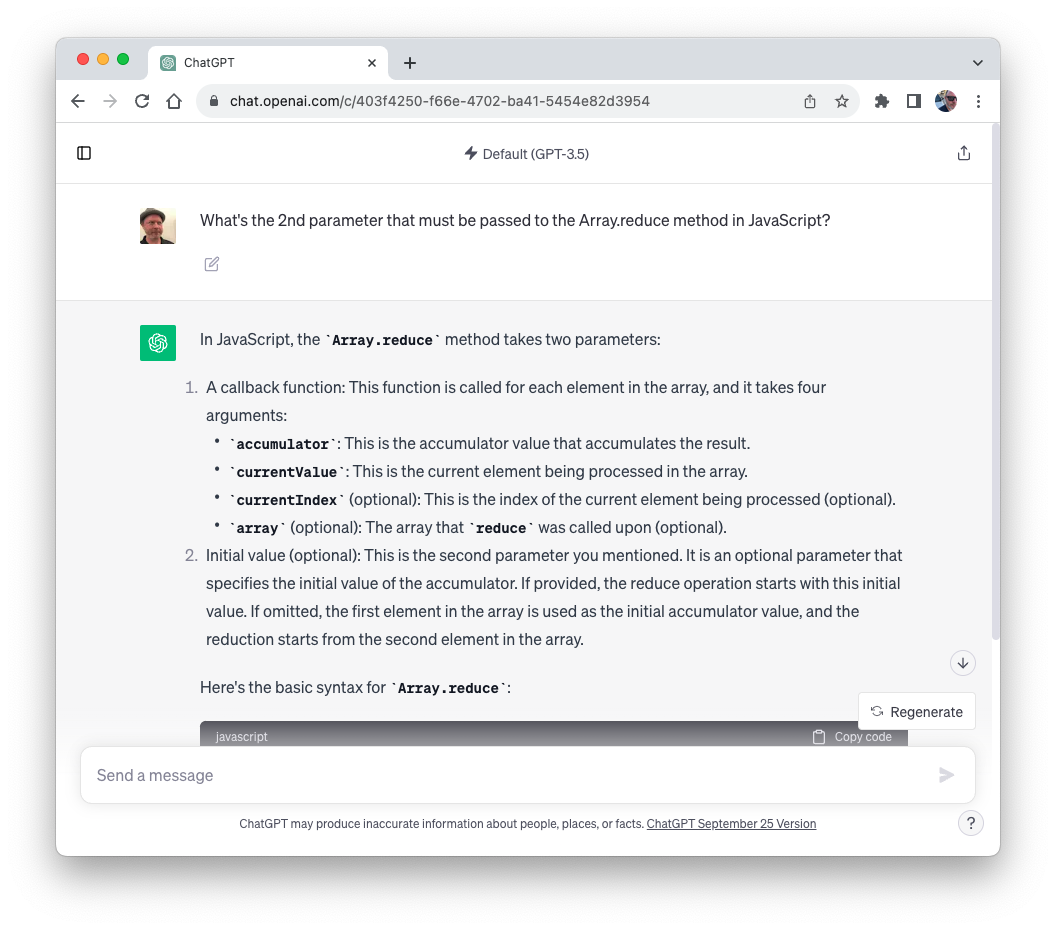 ChatGPT
chat.openai.com/c/403f4250-f66e-4702-ba41-5454e82d3954
Default (GPT-3.5)
What's the 2nd parameter that must be passed to the Array.reduce method in JavaScript?
In JavaScript, the `Array.reduce` method takes two parameters:
1. A callback function: This function is called for each element in the array, and it takes four
arguments:
• `accumulator`: This is the accumulator value that accumulates the result.
• `currentValue`: This is the current element being processed in the array.
• `currentIndex` (optional): This is the index of the current element being processed (optional).
• `array` (optional): The array that `reduce` was called upon (optional).
2. Initial value (optional): This is the second parameter you mentioned. It is an optional parameter that
specifies the initial value of the accumulator. If provided, the reduce operation starts with this initial
value. If omitted, the first element in the array is used as the initial accumulator value, and the
reduction starts from the second element in the array.
Here's the basic syntax for `Array.reduce`:
Regenerate
javascript Copy code
Send a message
ChatGPT may produce inaccurate information about people, places, or facts. ChatGPT September 25 Version
?